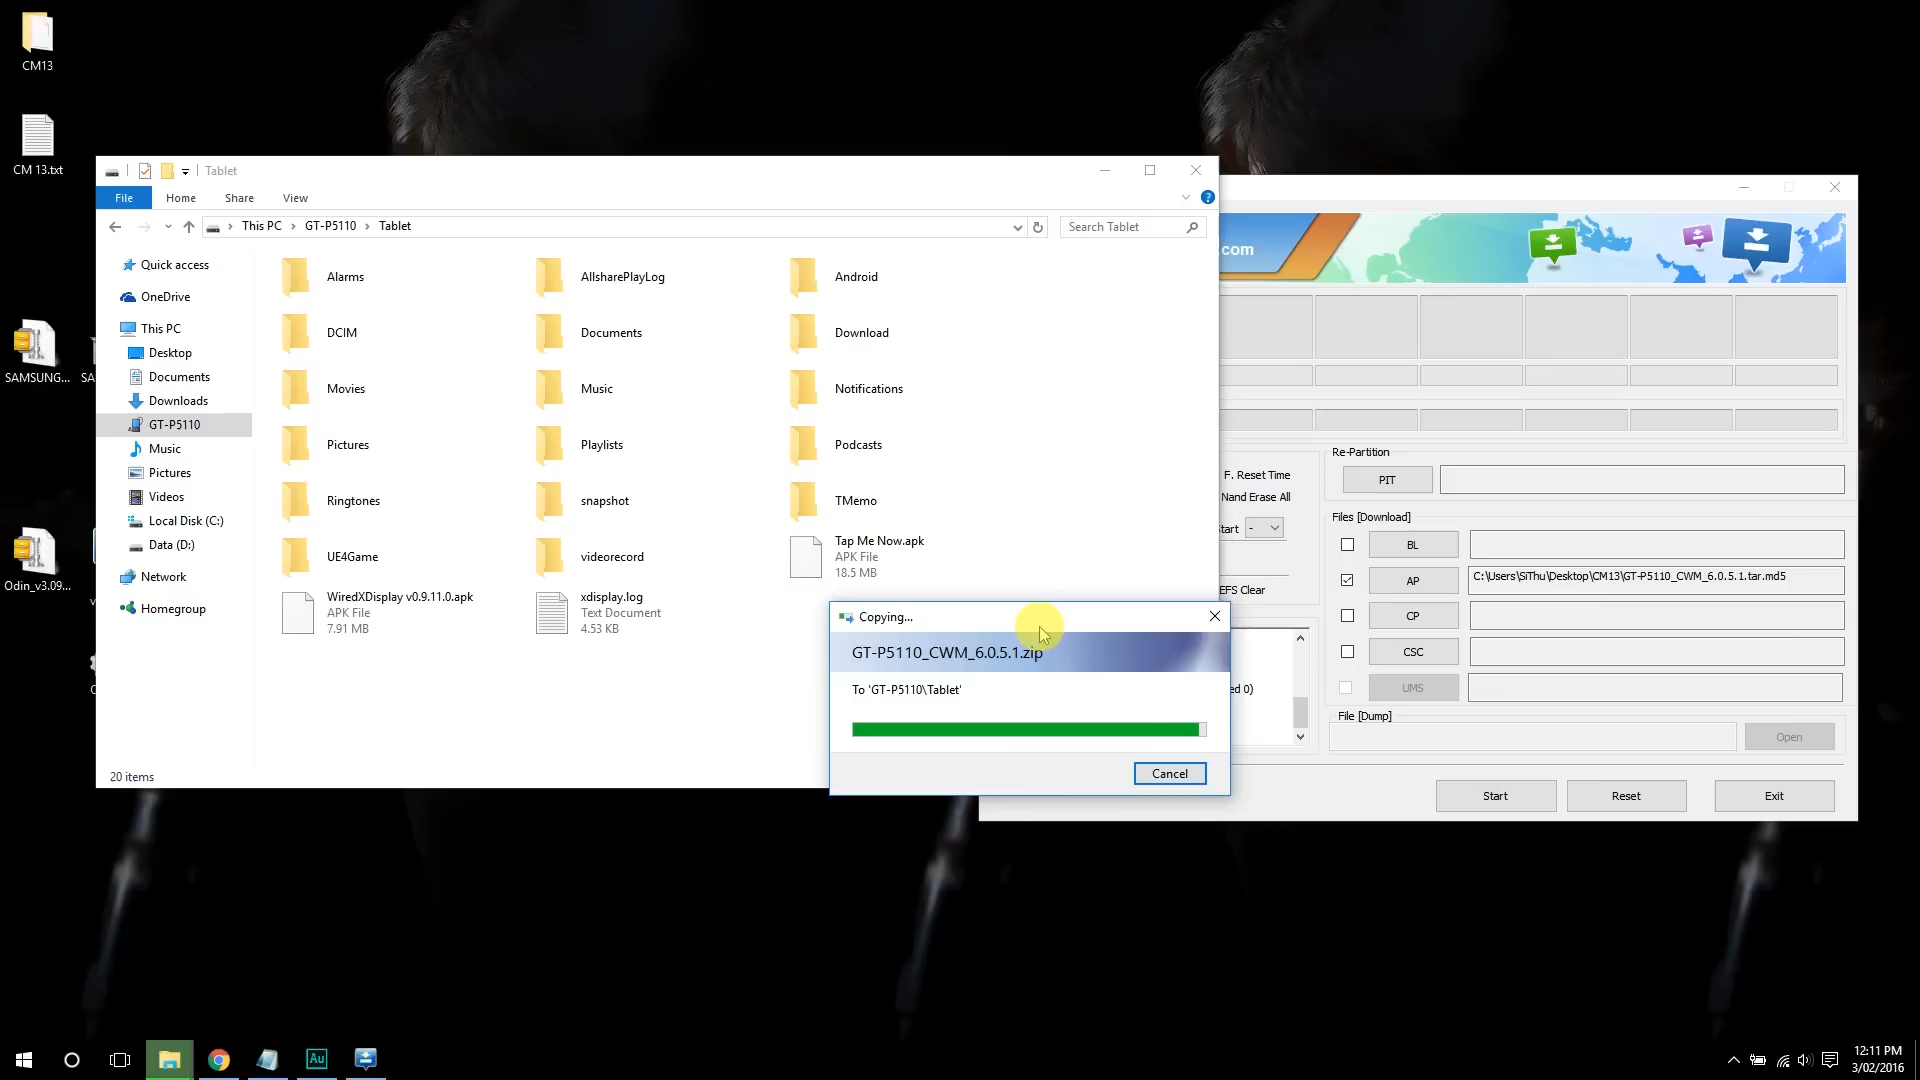 CM13
CM 13.txt
SAMSUNG...
SA
Odin_v3.09...
Tablet
File
Home
Share
View
This PC
GT-P5110
Tablet
Search Tablet
Quick access
OneDrive
This PC
Desktop
Documents
Downloads
GT-P5110
Music
Pictures
Videos
Local Disk (C:)
Data (D:)
Network
Homegroup
Alarms
AllsharePlayLog
Android
DCIM
Documents
Download
Movies
Music
Notifications
Pictures
Playlists
Podcasts
Ringtones
snapshot
TMemo
UE4Game
videorecord
Tap Me Now.apk
APK File
18.5 MB
WiredXDisplay v0.9.11.0.apk
APK File
7.91 MB
xdisplay.log
Text Document
4.53 KB
20 items
Copying...
GT-P5110_CWM_6.0.5.1.zip
To 'GT-P5110\Tablet'
Cancel
.com
F. Reset Time
Nand Erase All
tart
-
EFS Clear
ed 0)
Re-Partition
PIT
Files [Download]
BL
AP
C:\Users\SiThu\Desktop\CM13\GT-P5110_CWM_6.0.5.1.tar.md5
CP
CSC
UMS
File [Dump]
Open
Start
Reset
Exit
Au
12:11 PM
3/02/2016